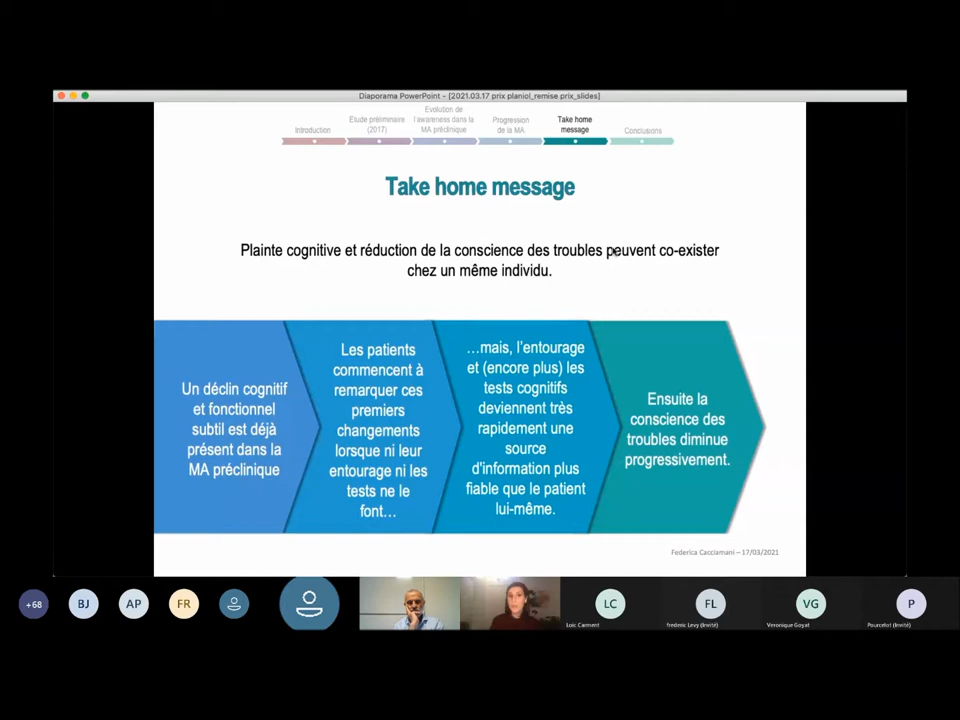 Diaporama PowerPoint - [2021.03.17 prix planiol_remise prix_slides]
Introduction
Etude préliminaire
(2017)
Evolution de
l'awareness dans la
MA préclinique
Progression
de la MA
Take home
message
Conclusions
Take home message
Plainte cognitive et réduction de la conscience des troubles peuvent co-exister
chez un même individu.
Un déclin cognitif
et fonctionnel
subtil est déjà
présent dans la
MA préclinique
Les patients
commencent à
remarquer ces
premiers
changements
lorsque ni leur
entourage ni les
tests ne le
font…
…mais, l'entourage
et (encore plus) les
tests cognitifs
deviennent très
rapidement une
source
d'information plus
fiable que le patient
lui-même.
Ensuite la
conscience des
troubles diminue
progressivement.
Federica Cacciamani – 17/03/2021
+68
BJ
AP
FR
LC
FL
VG
P
Loic Carment
frederic Levy (Invité)
Veronique Goyat
Pourcelot (Invité)